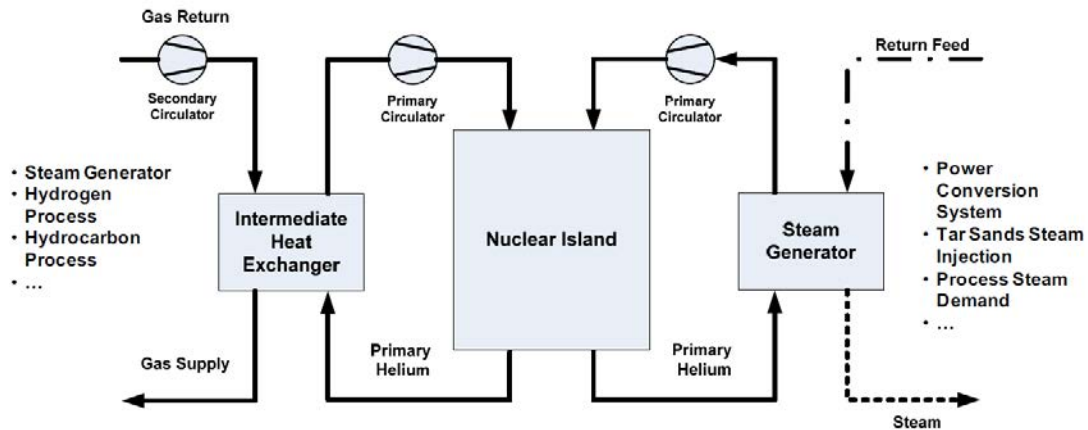 Gas Return
Secondary
Circulator
Primary
Circulator
Primary
Circulator
Return Feed
• Steam Generator
• Hydrogen
Process
• Hydrocarbon
Process
• ...
Intermediate
Heat
Exchanger
Nuclear Island
Steam
Generator
• Power
Conversion
System
• Tar Sands Steam
Injection
• Process Steam
Demand
• ...
Gas Supply
Primary
Helium
Primary
Helium
Steam